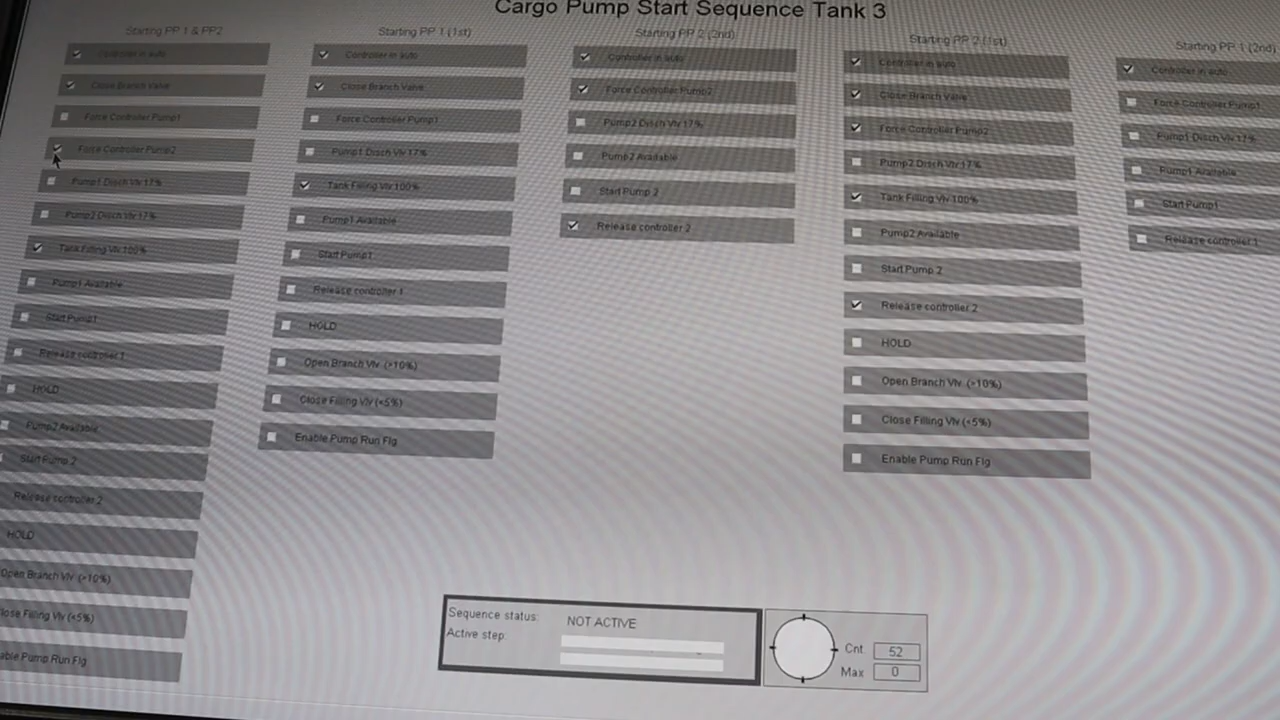 Cargo Pump Start Sequence Tank 3
Starting PP 1 & PP2
Controller in auto
Close Branch Valve
Force Controller Pump1
Force Controller Pump2
Pump1 Disch Vlv 17%
Pump2 Disch Vlv 17%
Tank Filling Vlv 100%
Pump1 Available
Start Pump1
Release controller 1
HOLD
Pump2 Available
Start Pump 2
Release controller 2
HOLD
Open Branch Vlv (>10%)
lose Filling Vlv (<5%)
able Pump Run Flg
Starting PP 1 (1st)
Controller in auto
Close Branch Valve
Force Controller Pump1
Pump1 Disch Vlv 17%
Tank Filling Vlv 100%
Pump1 Available
Start Pump1
Release controller 1
HOLD
Open Branch Vlv (>10%)
Close Filling Vlv (<5%)
Enable Pump Run Flg
Starting PP 2 (2nd)
Controller in auto
Force Controller Pump2
Pump2 Disch Vlv 17%
Pump2 Available
Start Pump 2
Release controller 2
Starting PP 2 (1st)
Controller in auto
Close Branch Valve
Force Controller Pump2
Pump2 Disch Vlv 17%
Tank Filling Vlv 100%
Pump2 Available
Start Pump 2
Release controller 2
HOLD
Open Branch Vlv (>10%)
Close Filling Vlv (<5%)
Enable Pump Run Flg
Starting PP 1 (2nd)
Controller in auto
Force Controller Pump1
Pump1 Disch Vlv 17%
Pump1 Available
Start Pump1
Release controller 1
Sequence status: NOT ACTIVE
Active step:
Cnt 52
Max 0